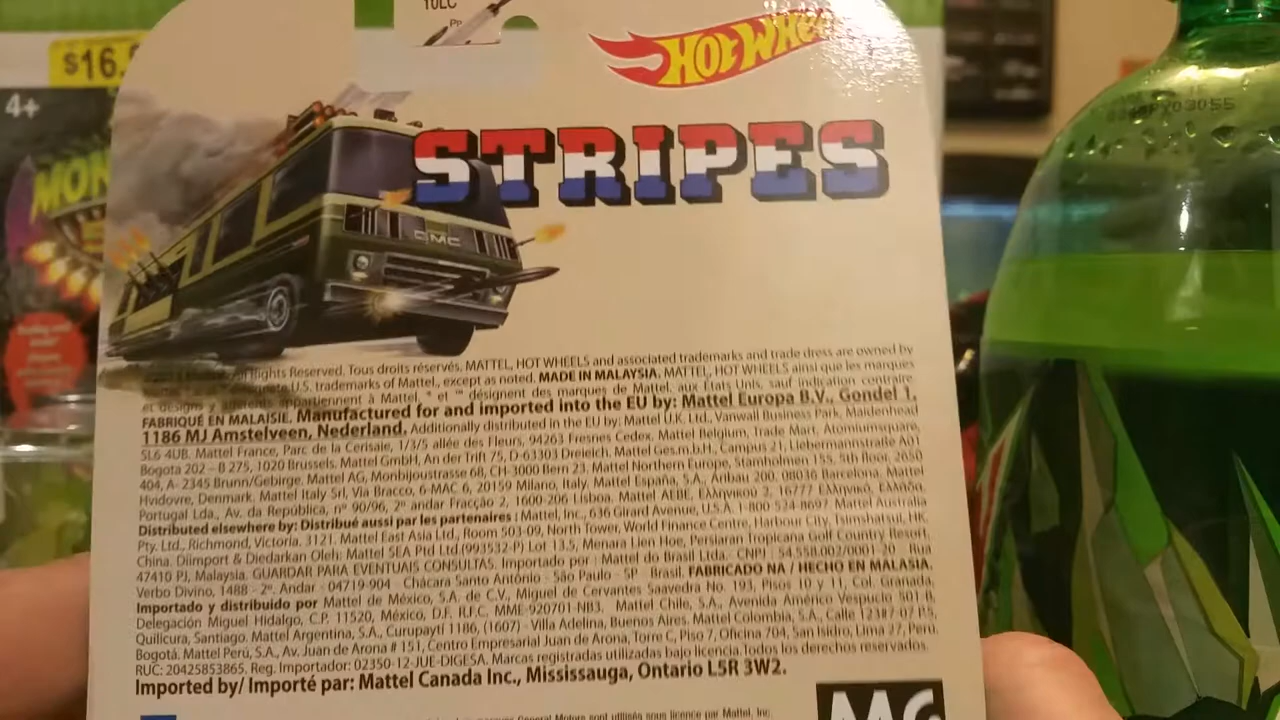 10LC
Pp
$16.
4+
HOT WHEE
MON
STRIPES
GMC
03055
Rights Reserved. Tous droits réservés. MATTEL, HOT WHEELS and associated trademarks and trade dress are owned by
U.S. trademarks of Mattel, except as noted. MADE IN MALAYSIA. MATTEL, HOT WHEELS ainsi que les marques
et designs y afférents appartiennent à Mattel. * et ™ désignent des marques de Mattel, aux États Unis, sauf indication contraire
FABRIQUÉ EN MALAISIE. Manufactured for and imported into the EU by: Mattel Europa B.V., Gondel 1,
1186 MJ Amstelveen, Nederland. Additionally distributed in the EU by: Mattel U.K. Ltd., Vanwall Business Park, Maidenhead
SL6 4UB. Mattel France, Parc de la Cerisaie, 1/3/5 allée des Fleurs, 94263 Fresnes Cedex. Mattel Belgium, Trade Mart, Atomiumsquare,
Bogota 202 – B 275, 1020 Brussels. Mattel GmbH, An der Trift 75, D-63303 Dreieich. Mattel Ges.m.b.H., Campus 21, Liebermannstraße A01
404, A- 2345 Brunn/Gebirge. Mattel AG, Monbijoustrasse 68, CH-3000 Bern 23. Mattel Northern Europe, Stamholmen 155, 5th floor, 2650
Hvidovre, Denmark. Mattel Italy Srl, Via Bracco, 6-MAC 6, 20159 Milano, Italy. Mattel España, S.A., Aribau 200, 08036 Barcelona. Mattel
Portugal Lda., Av. da República, nº 90/96, 2º andar Fracção 2, 1600-206 Lisboa. Mattel AEBE, Ελληνικού 2, 16777 Ελληνικό, Ελλάδα.
Distributed elsewhere by: Distribué aussi par les partenaires : Mattel, Inc., 636 Girard Avenue, U.S.A. 1-800 524-8697 Mattel Australia
Pty. Ltd., Richmond, Victoria. 3121. Mattel East Asia Ltd., Room 503-09, North Tower, World Finance Centre, Harbour City, Tsimshatsui, HK,
China. Diimport & Diedarkan Oleh: Mattel SEA Ptd Ltd.(993532-P) Lot 13.5, Menara Lien Hoe, Persiaran Tropicana Golf Country Resort,
47410 PJ, Malaysia. GUARDAR PARA EVENTUAIS CONSULTAS. Importado por : Mattel do Brasil Ltda. - CNPJ : 54.558.002/0001-20 - Rua
Verbo Divino, 1488 - 2º. Andar - 04719-904 - Chácara Santo Antônio - São Paulo - SP - Brasil. FABRICADO NA / HECHO EN MALASIA.
Importado y distribuido por Mattel de México, S.A. de C.V., Miguel de Cervantes Saavedra No. 193, Pisos 10 y 11, Col. Granada,
Delegación Miguel Hidalgo, C.P. 11520, México, D.F. R.F.C. MME-920701-NB3. Mattel Chile, S.A., Avenida Américo Vespucio 501-B,
Quilicura, Santiago. Mattel Argentina, S.A., Curupaytí 1186, (1607) - Villa Adelina, Buenos Aires. Mattel Colombia, S.A., Calle 123#7-07 P.5,
Bogotá. Mattel Perú, S.A., Av. Juan de Arona # 151, Centro Empresarial Juan de Arona, Torre C, Piso 7, Oficina 704, San Isidro, Lima 27, Perú.
RUC: 20425853865. Reg. Importador: 02350-12-JUE-DIGESA. Marcas registradas utilizadas bajo licencia.Todos los derechos reservados.
Imported by/ Importé par: Mattel Canada Inc., Mississauga, Ontario L5R 3W2.
General Motors sont utilisés sous licence par Mattel, Inc.